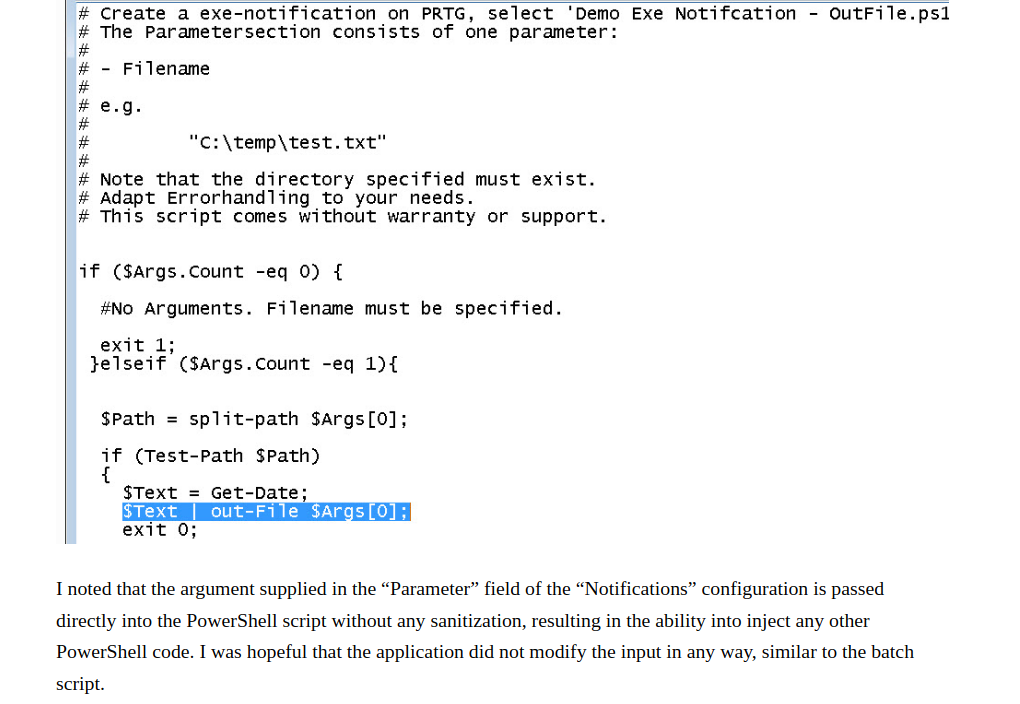 # Create a exe-notification on PRTG, select 'Demo Exe Notifcation - OutFile.ps1
# The Parametersection consists of one parameter:
#
# - Filename
#
# e.g.
#
#         "C:\temp\test.txt"
#
# Note that the directory specified must exist.
# Adapt Errorhandling to your needs.
# This script comes without warranty or support.
if ($Args.Count -eq 0) {
#No Arguments. Filename must be specified.
exit 1;
}elseif ($Args.Count -eq 1){
$Path = split-path $Args[0];
if (Test-Path $Path)
{
$Text = Get-Date;
$Text | out-File $Args[0];
exit 0;
I noted that the argument supplied in the “Parameter” field of the “Notifications” configuration is passed
directly into the PowerShell script without any sanitization, resulting in the ability into inject any other
PowerShell code. I was hopeful that the application did not modify the input in any way, similar to the batch
script.